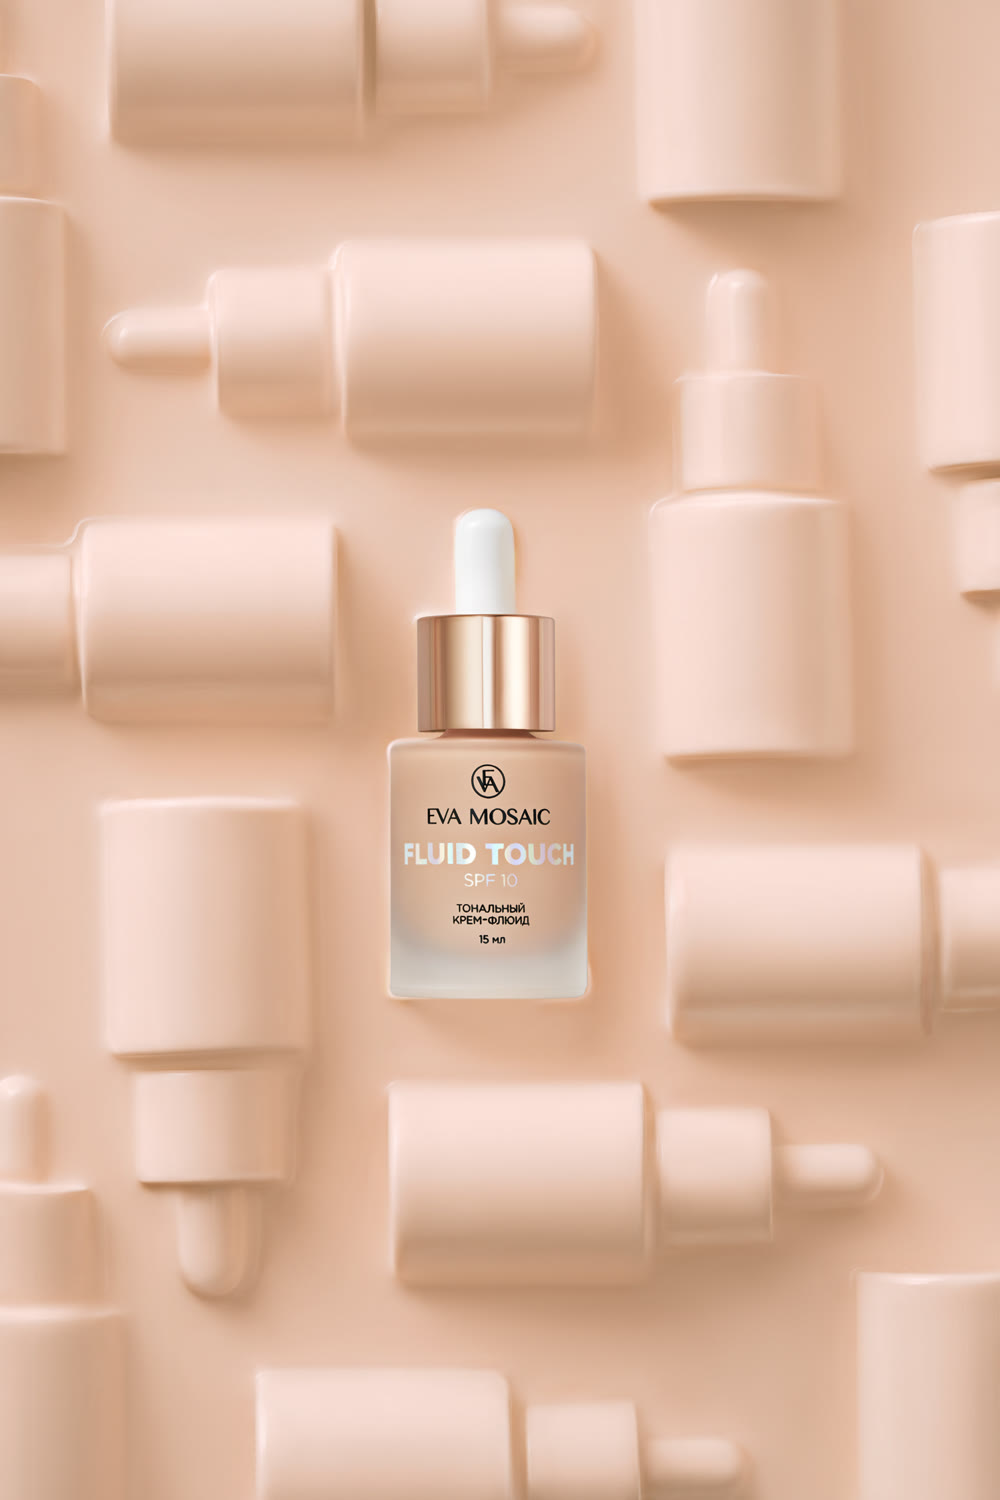 EVA MOSAIC
FLUID TOUCH
SPF 10
ТОНАЛЬНЫЙ
КРЕМ-ФЛЮИД
15 мл